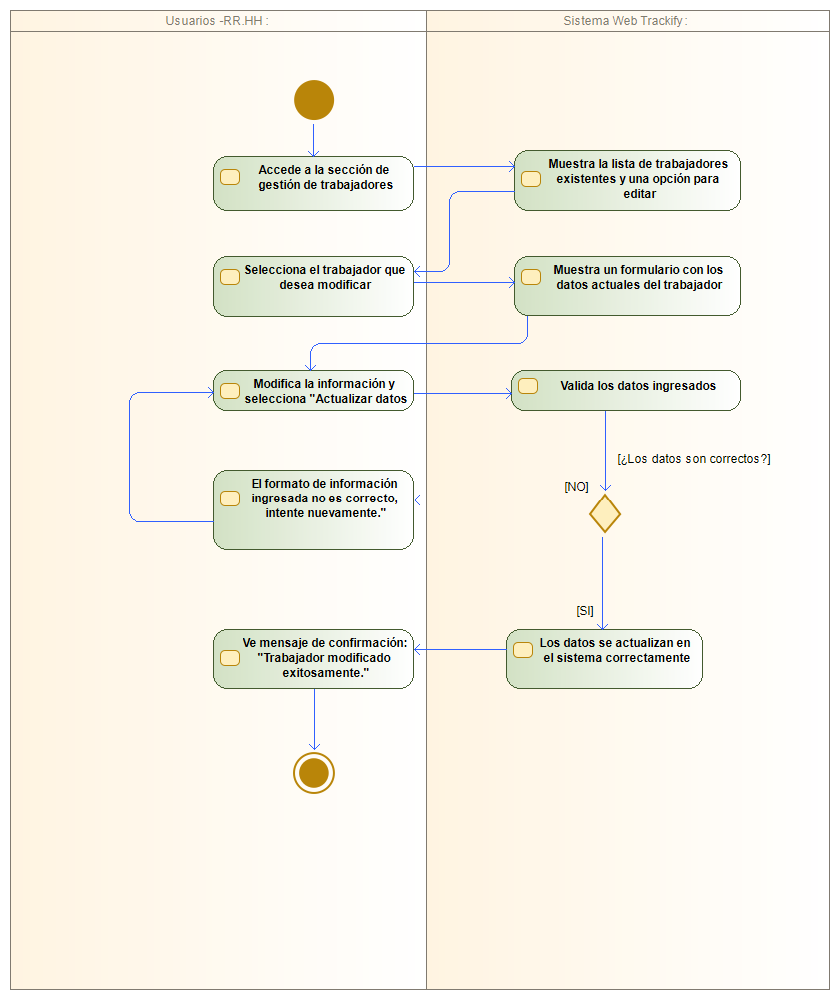 Usuarios -RR.HH :
Sistema Web Trackify :
Accede a la sección de
gestión de trabajadores
Muestra la lista de trabajadores
existentes y una opción para
editar
Selecciona el trabajador que
desea modificar
Muestra un formulario con los
datos actuales del trabajador
Modifica la información y
selecciona "Actualizar datos
Valida los datos ingresados
[¿Los datos son correctos?]
[NO]
El formato de información
ingresada no es correcto,
intente nuevamente."
[SI]
Los datos se actualizan en
el sistema correctamente
Ve mensaje de confirmación:
"Trabajador modificado
exitosamente."